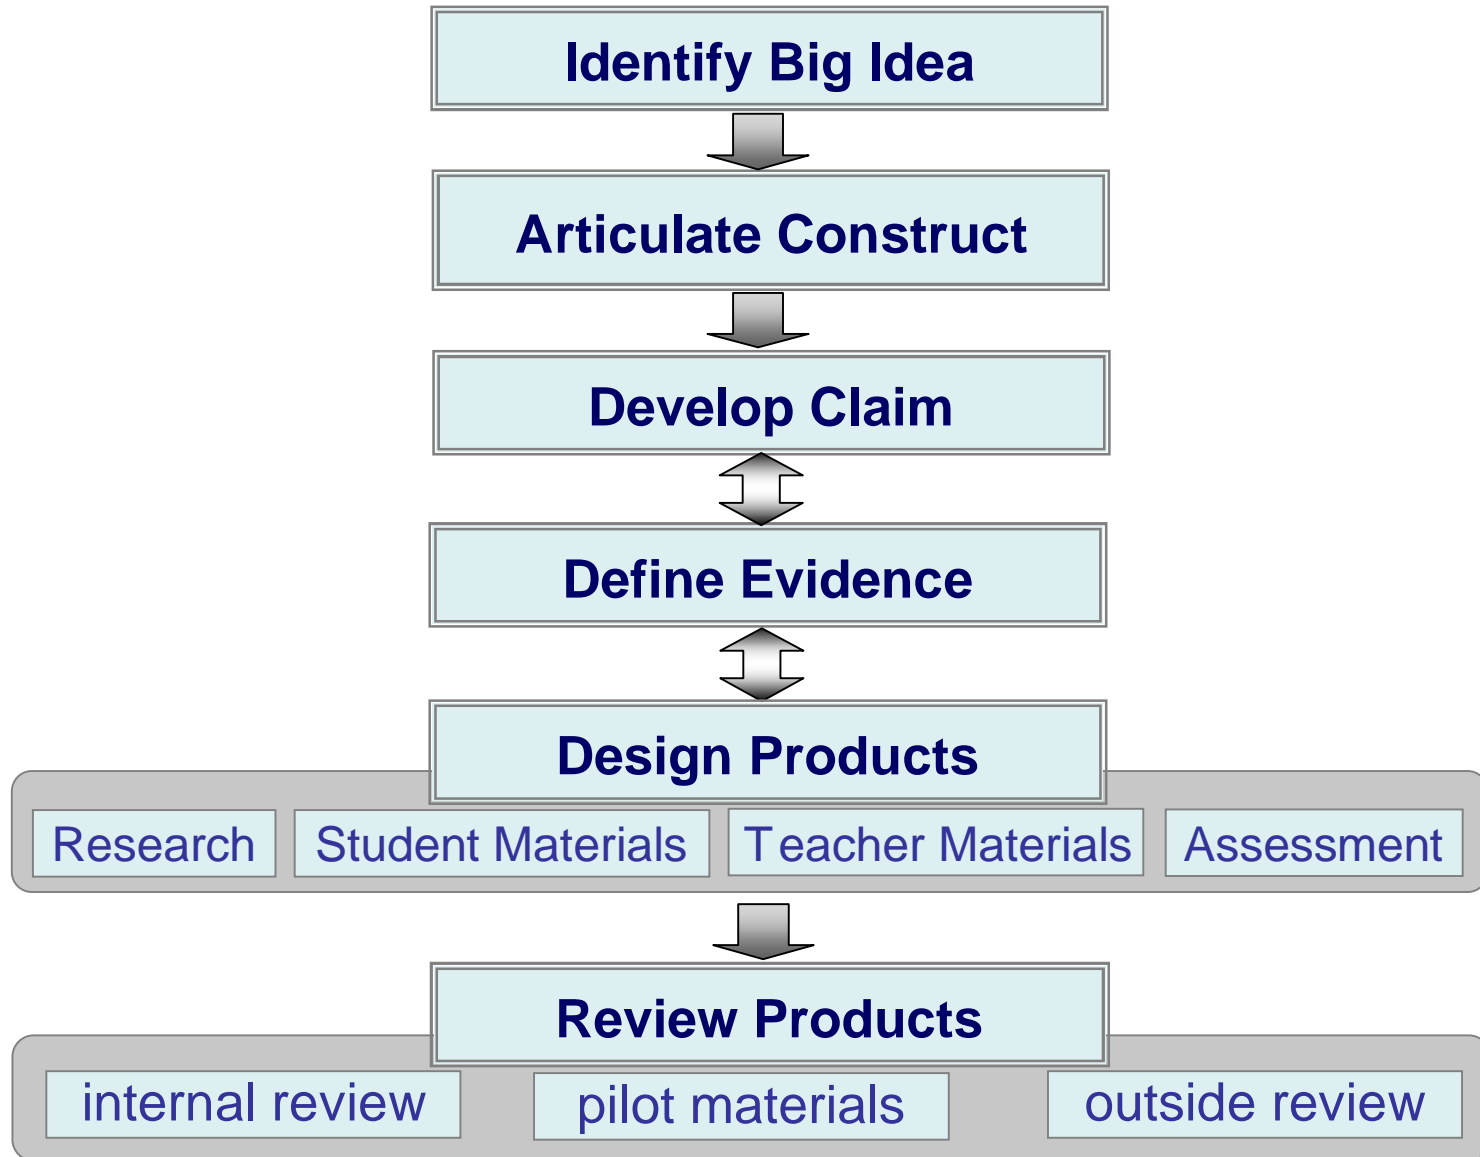 Identify Big Idea
Articulate Construct
Develop Claim
Define Evidence
Design Products
Research
Student Materials
Teacher Materials
Assessment
Review Products
internal review
pilot materials
outside review